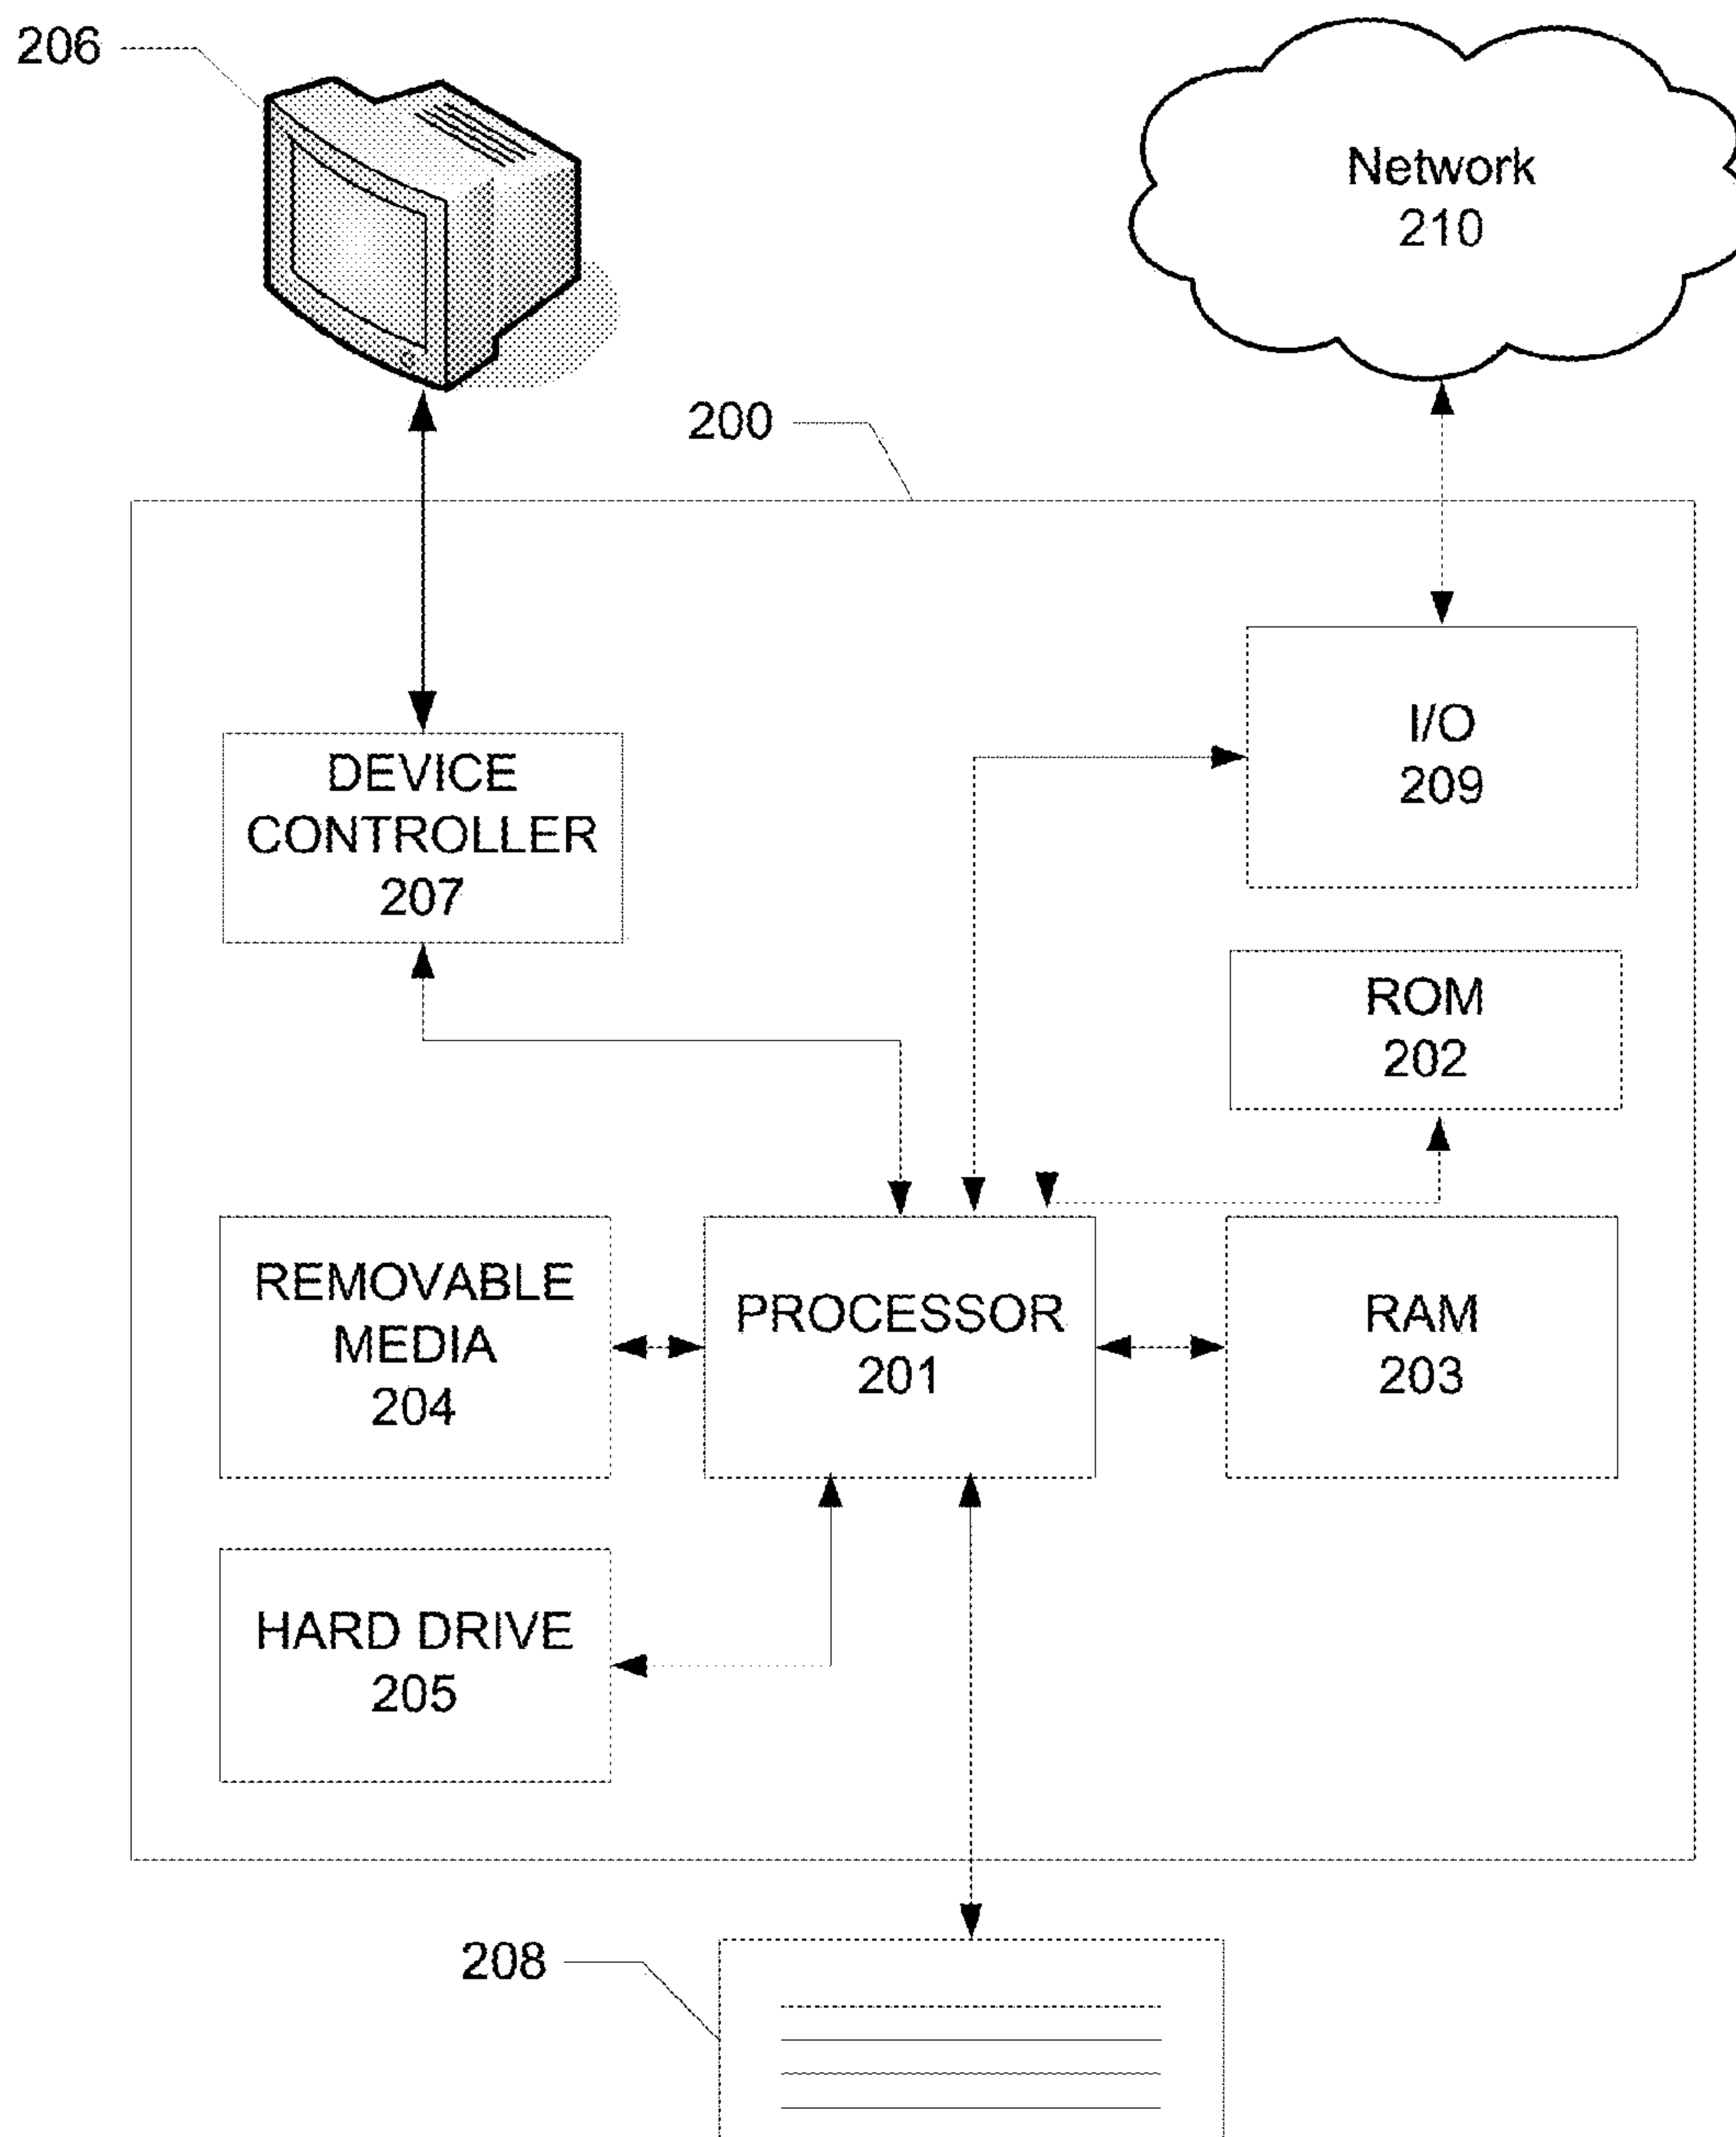 206
Network
210
200
DEVICE
CONTROLLER
207
I/O
209
ROM
202
REMOVABLE
MEDIA
204
PROCESSOR
201
RAM
203
HARD DRIVE
205
208